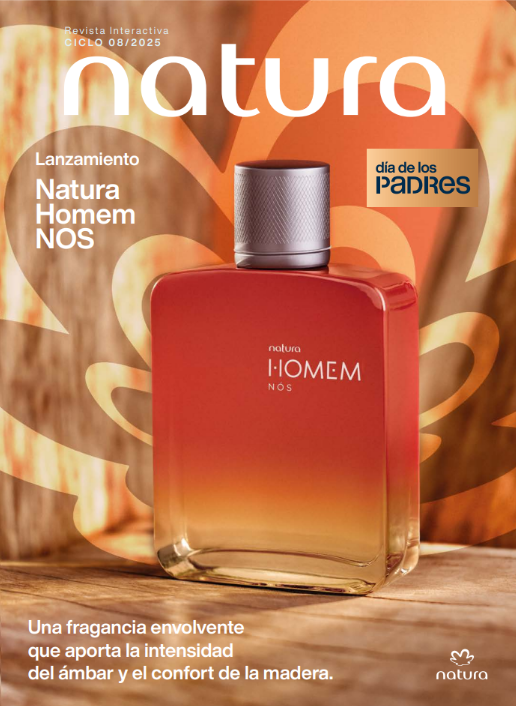 Revista Interactiva
CICLO 08/2025
natura
Lanzamiento
Natura
Homem
NOS
día de los
PADRES
natura
HOMEM
NÓS
Una fragancia envolvente
que aporta la intensidad
del ámbar y el confort de la madera.
natura